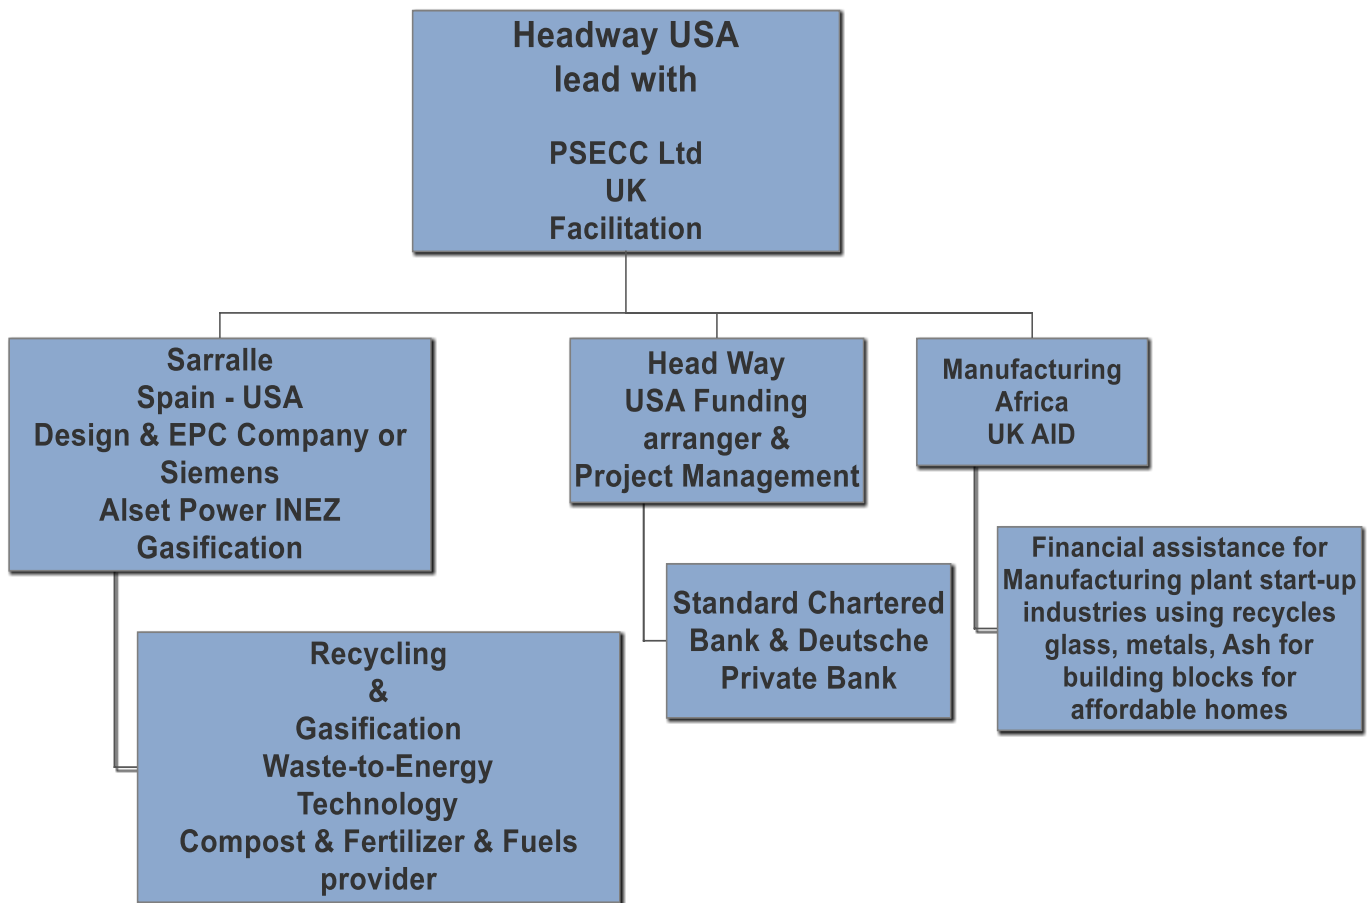 Headway USA
lead with
PSECC Ltd
UK
Facilitation
Sarralle
Spain - USA
Design & EPC Company or
Siemens
Alset Power INEZ
Gasification
Recycling
&
Gasification
Waste-to-Energy
Technology
Compost & Fertilizer & Fuels
provider
Head Way
USA Funding
arranger &
Project Management
Standard Chartered
Bank & Deutsche
Private Bank
Manufacturing
Africa
UK AID
Financial assistance for
Manufacturing plant start-up
industries using recycles
glass, metals, Ash for
building blocks for
affordable homes